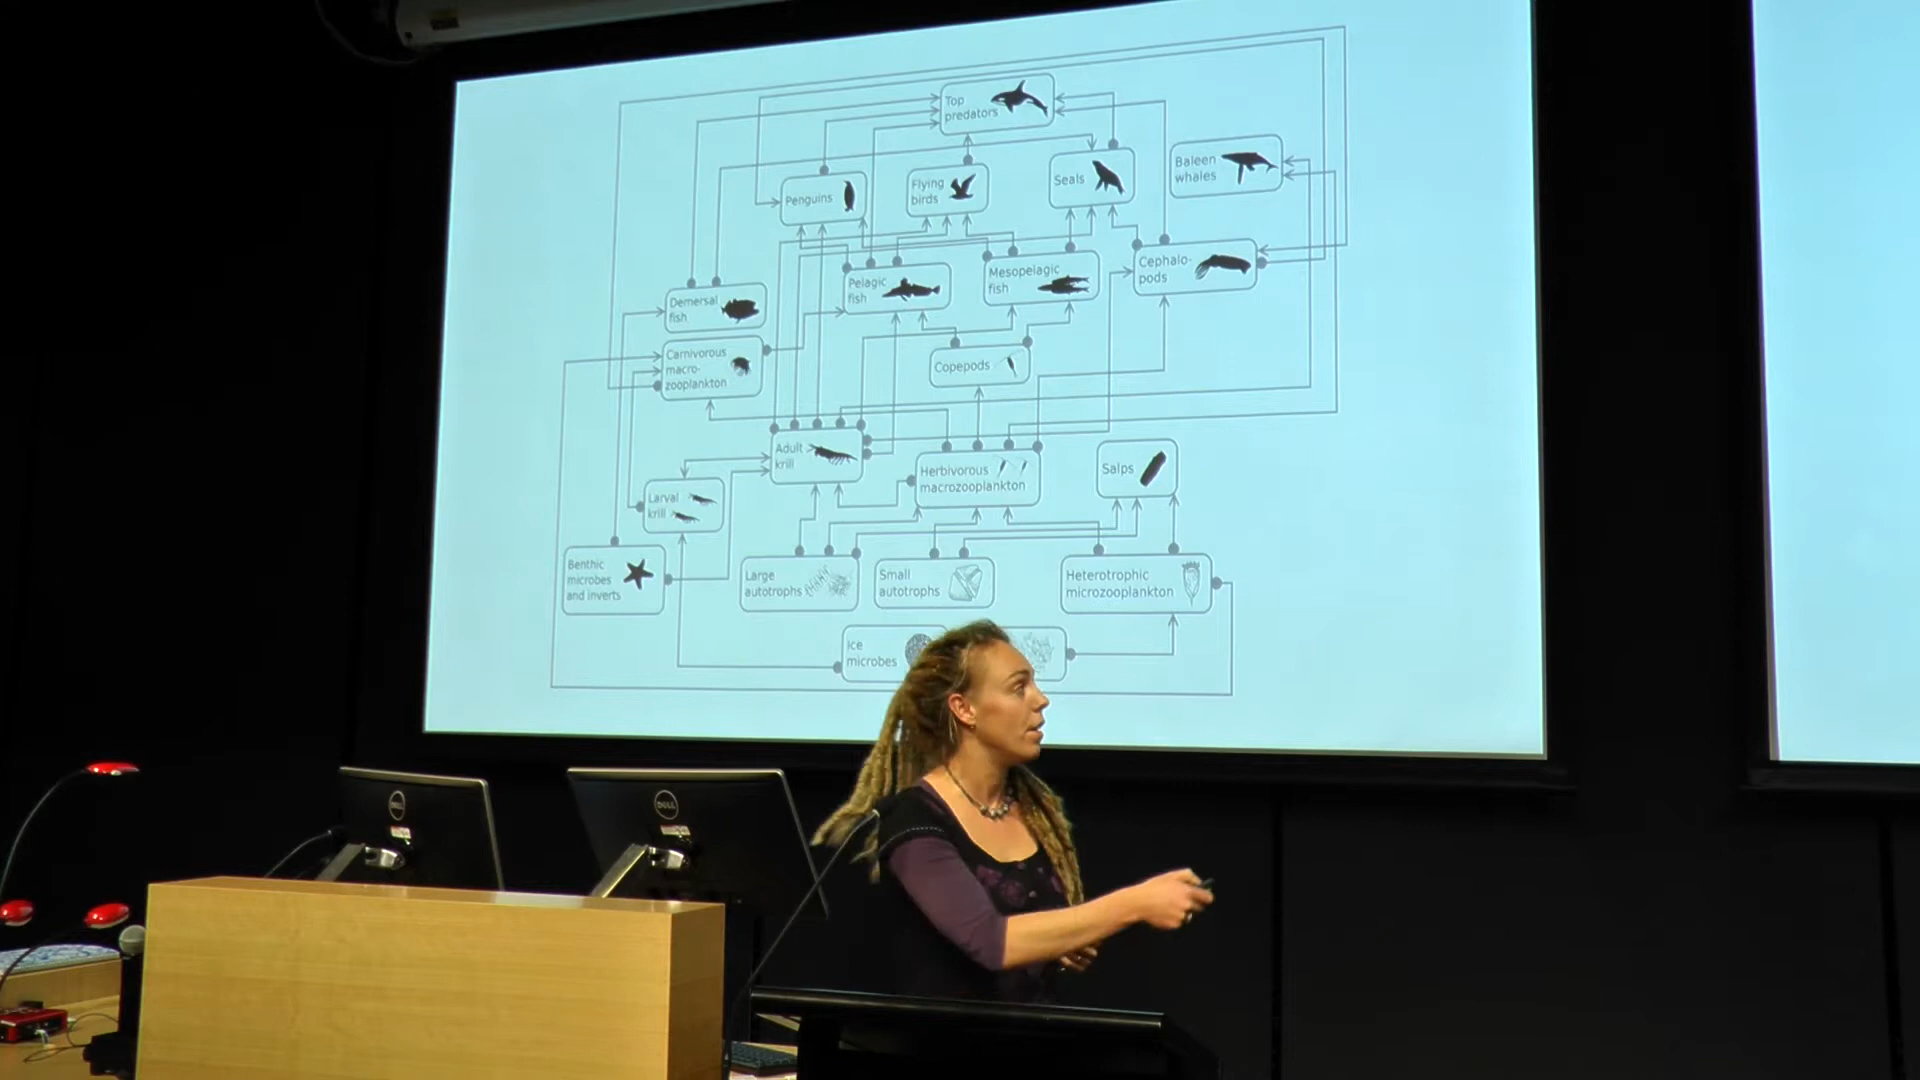 Top
predators
Baleen
whales
Seals
Flying
birds
Penguins
Cephalo-
pods
Mesopelagic
fish
Pelagic
fish
Demersal
fish
Carnivorous
macro-
zooplankton
Copepods
Adult
krill
Herbivorous
macrozooplankton
Salps
Larval
krill
Benthic
microbes
and inverts
Large
autotrophs
Small
autotrophs
Heterotrophic
microzooplankton
Ice
microbes
DELL
DELL